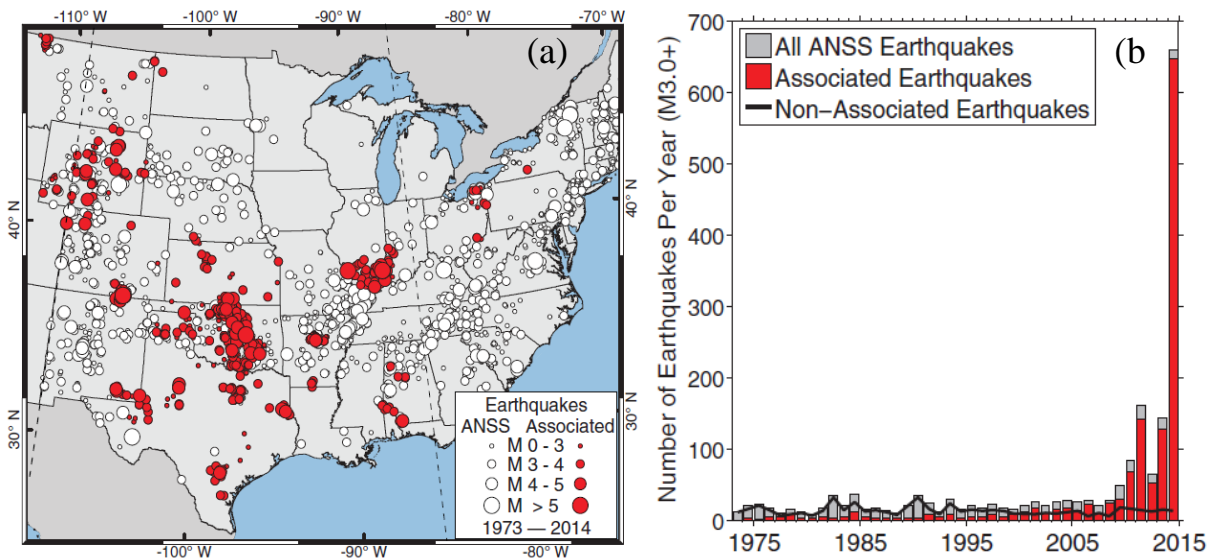 -110° W -100° W -90° W -80° W -70° W
(a)
40° N
40° N
30° N
30° N
Earthquakes
ANSS Associated
M 0 - 3
M 3 - 4
M 4 - 5
M > 5
1973 — 2014
-100° W -90° W -80° W
(b)
All ANSS Earthquakes
Associated Earthquakes
Non-Associated Earthquakes
Number of Earthquakes Per Year (M3.0+)
700
600
500
400
300
200
100
0
1975 1985 1995 2005 2015